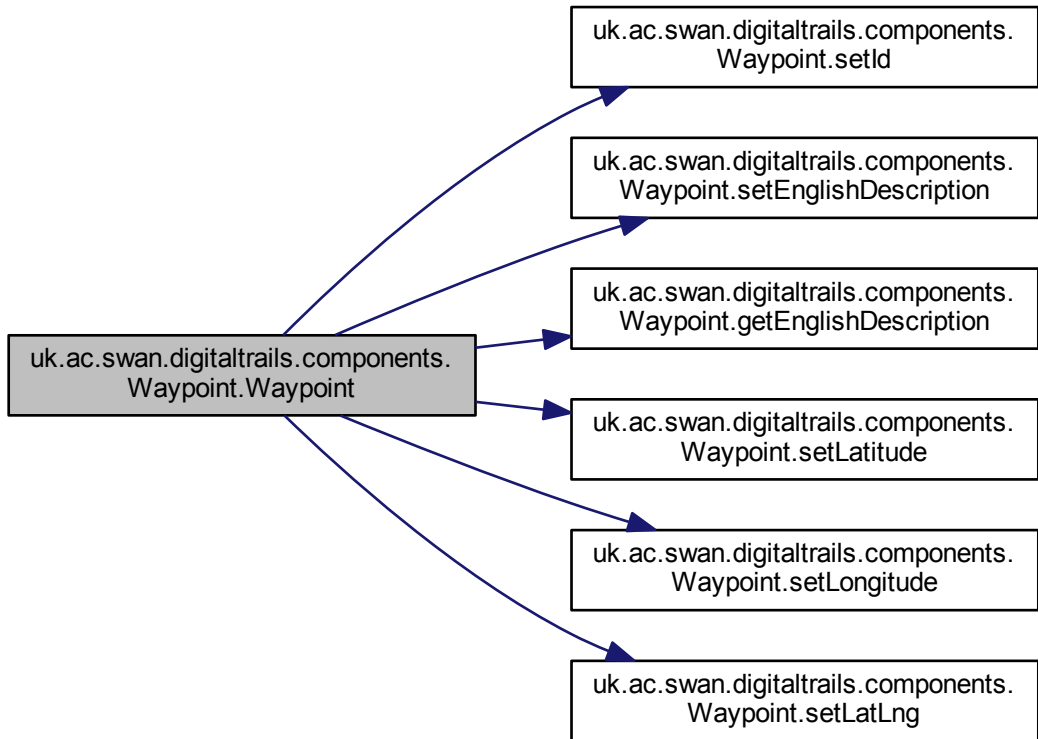 uk.ac.swan.digitaltrails.components.
Waypoint.setId
uk.ac.swan.digitaltrails.components.
Waypoint.setEnglishDescription
uk.ac.swan.digitaltrails.components.
Waypoint.getEnglishDescription
uk.ac.swan.digitaltrails.components.
Waypoint.Waypoint
uk.ac.swan.digitaltrails.components.
Waypoint.setLatitude
uk.ac.swan.digitaltrails.components.
Waypoint.setLongitude
uk.ac.swan.digitaltrails.components.
Waypoint.setLatLng